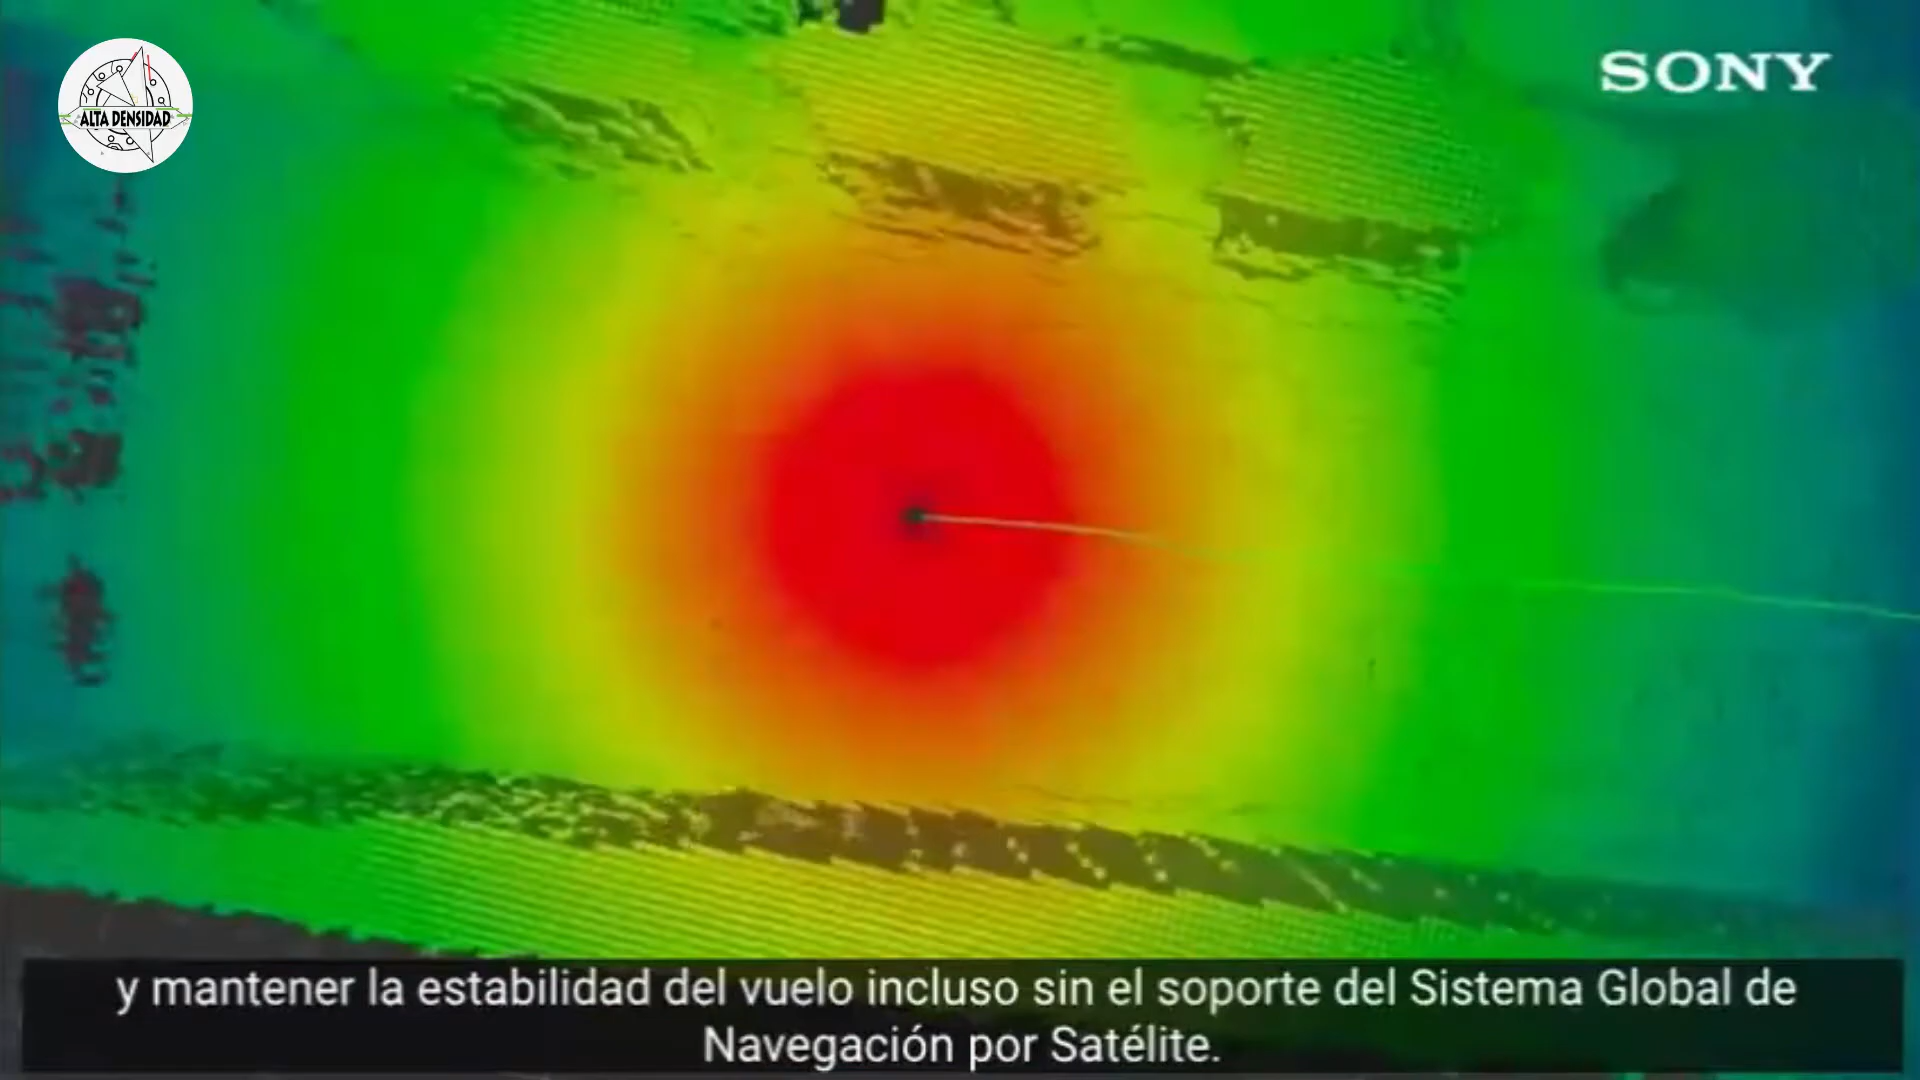 ALTA DENSIDAD
SONY
y mantener la estabilidad del vuelo incluso sin el soporte del Sistema Global de
Navegación por Satélite.